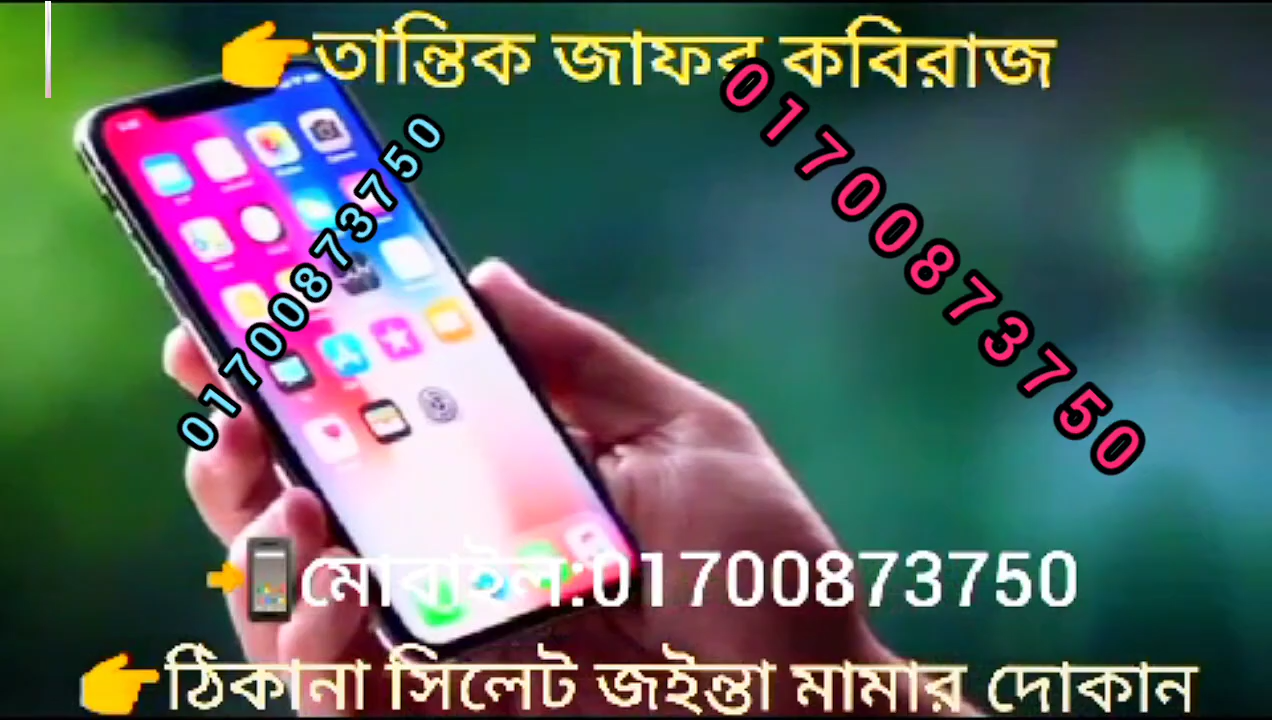 👉তান্তিক জাফর কবিরাজ
01700873750
01700873750
📲মোবাইল:01700873750
👉ঠিকানা সিলেট জইন্তা মামার দোকান